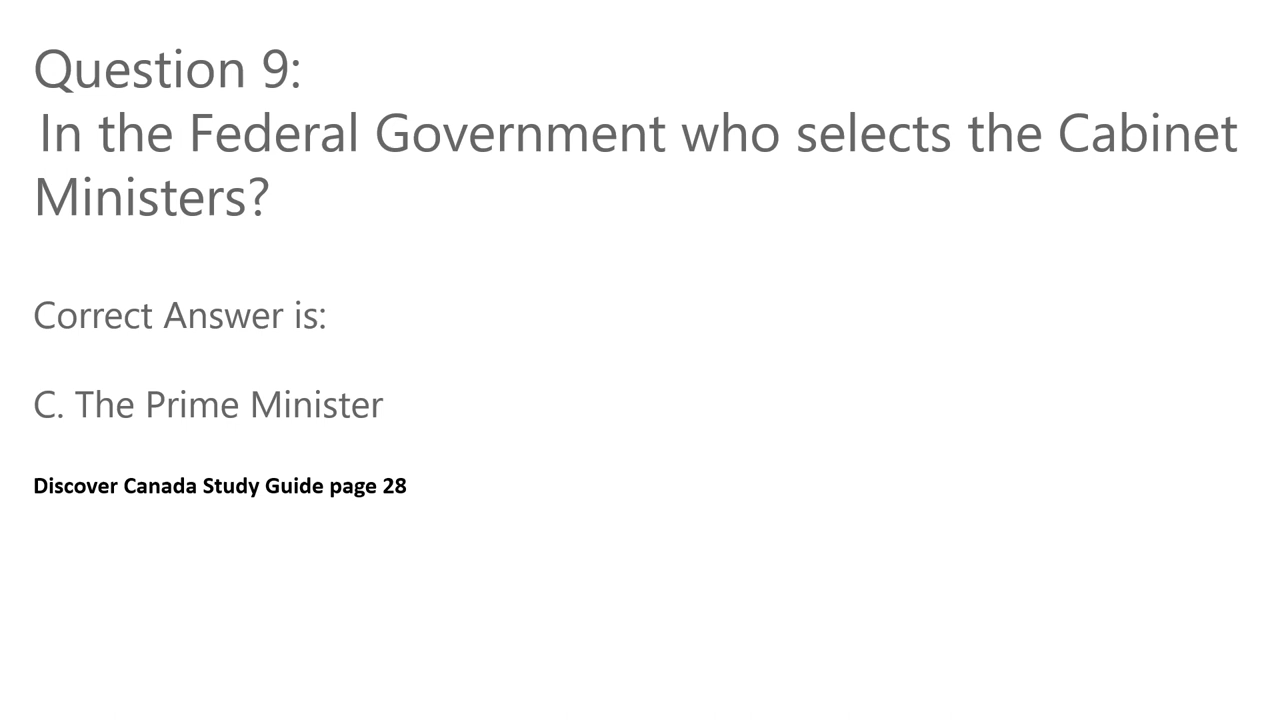 Question 9:
In the Federal Government who selects the Cabinet
Ministers?
Correct Answer is:
C. The Prime Minister
Discover Canada Study Guide page 28